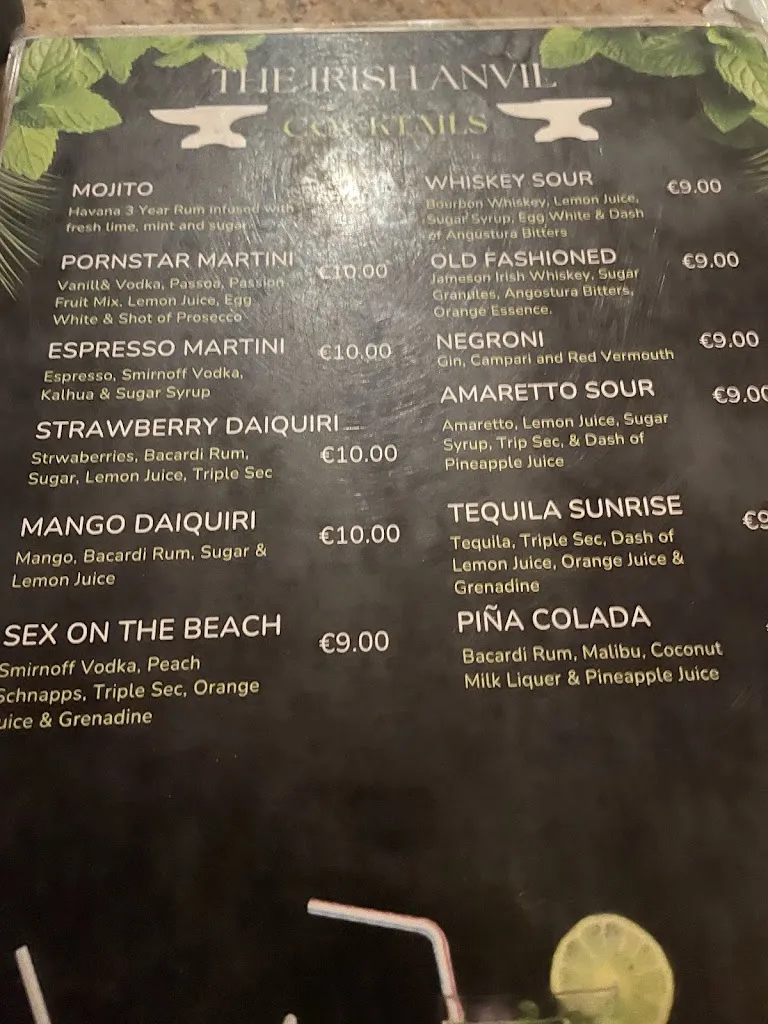 THE IRISH ANVIL
COCKTAILS
MOJITO
Havana 3 Year Rum infused with
fresh lime, mint and sugar
PORNSTAR MARTINI
€10.00
Vanill& Vodka, Passoa, Passion
Fruit Mix, Lemon Juice, Egg
White & Shot of Prosecco
ESPRESSO MARTINI
€10.00
Espresso, Smirnoff Vodka,
Kalhua & Sugar Syrup
STRAWBERRY DAIQUIRI
€10.00
Strwaberries, Bacardi Rum,
Sugar, Lemon Juice, Triple Sec
MANGO DAIQUIRI
€10.00
Mango, Bacardi Rum, Sugar &
Lemon Juice
SEX ON THE BEACH
€9.00
Smirnoff Vodka, Peach
Schnapps, Triple Sec, Orange
uice & Grenadine
WHISKEY SOUR
€9.00
Bourbon Whiskey, Lemon Juice,
Sugar Syrup, Egg White & Dash
of Angustura Bitters
OLD FASHIONED
€9.00
Jameson Irish Whiskey, Sugar
Granules, Angostura Bitters,
Orange Essence.
NEGRONI
€9.00
Gin, Campari and Red Vermouth
AMARETTO SOUR
€9.00
Amaretto, Lemon Juice, Sugar
Syrup, Trip Sec, & Dash of
Pineapple Juice
TEQUILA SUNRISE
€9
Tequila, Triple Sec, Dash of
Lemon Juice, Orange Juice &
Grenadine
PIÑA COLADA
Bacardi Rum, Malibu, Coconut
Milk Liquer & Pineapple Juice